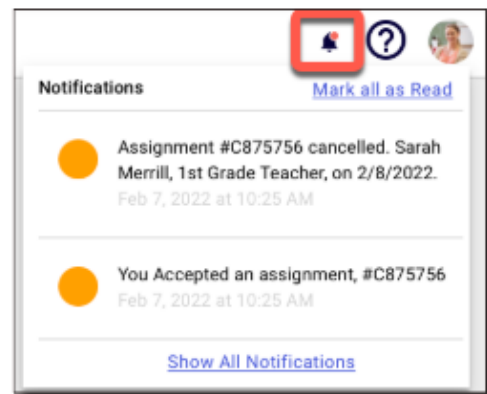 ?
Notifications Mark all as Read
Assignment #C875756 cancelled. Sarah
Merrill, 1st Grade Teacher, on 2/8/2022.
Feb 7, 2022 at 10:25 AM
You Accepted an assignment, #C875756
Feb 7, 2022 at 10:25 AM
Show All Notifications